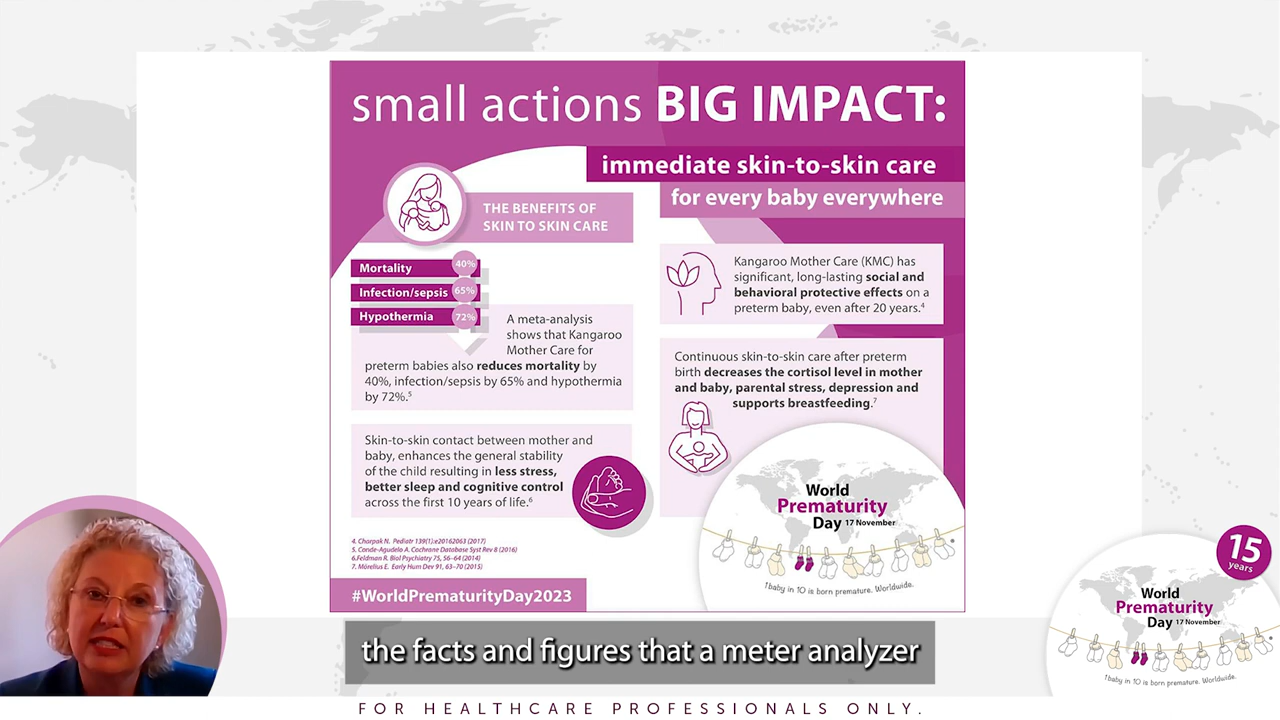 small actions BIG IMPACT:
immediate skin-to-skin care
for every baby everywhere
THE BENEFITS OF
SKIN TO SKIN CARE
Mortality 40%
Infection/sepsis 65%
Hypothermia 72%
A meta-analysis
shows that Kangaroo
Mother Care for
preterm babies also reduces mortality by
40%, infection/sepsis by 65% and hypothermia
by 72%.5
Skin-to-skin contact between mother and
baby, enhances the general stability
of the child resulting in less stress,
better sleep and cognitive control
across the first 10 years of life.6
4. Charpak N. Pediatr 139(1):e20162063 (2017)
5. Conde-Agudelo A. Cochrane Database Syst Rev 8 (2016)
6.Feldman R. Biol Psychiatry 75, 56–64 (2014)
7. Mörelius E. Early Hum Dev 91, 63–70 (2015)
#WorldPrematurityDay2023
Kangaroo Mother Care (KMC) has
significant, long-lasting social and
behavioral protective effects on a
preterm baby, even after 20 years.4
Continuous skin-to-skin care after preterm
birth decreases the cortisol level in mother
and baby, parental stress, depression and
supports breastfeeding.7
World
Prematurity
Day 17 November
1 baby in 10 is born premature. Worldwide.
15
years
World
Prematurity
Day 17 November
1 baby in 10 is born premature. Worldwide.
the facts and figures that a meter analyzer
FOR HEALTHCARE PROFESSIONALS ONLY.